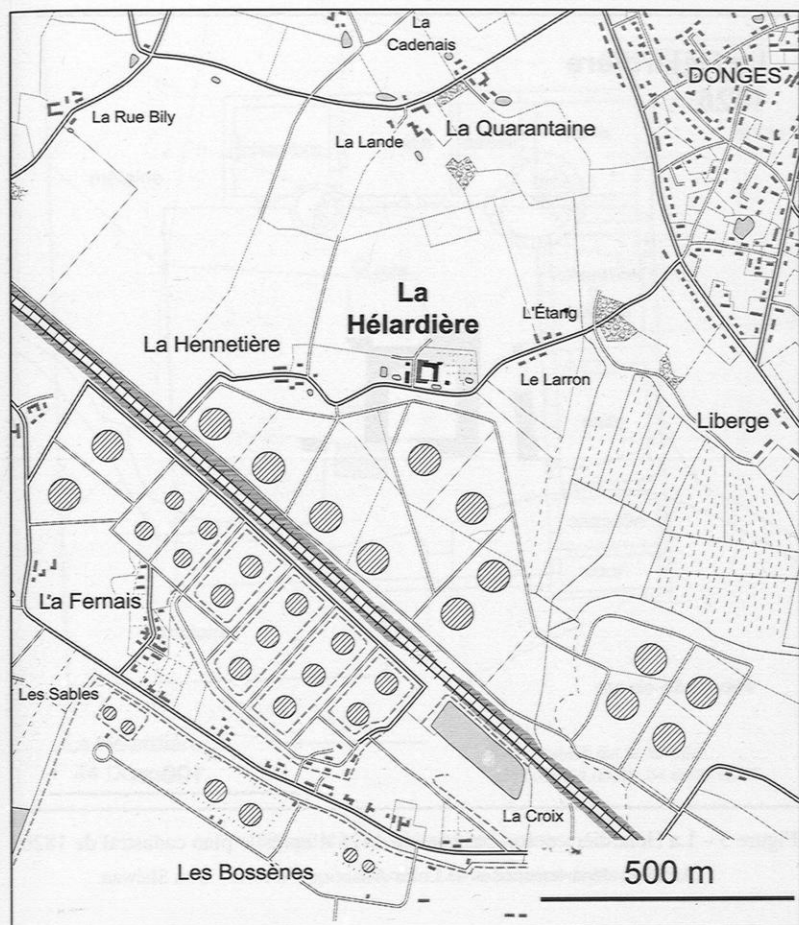 La
Cadenais
DONGES
La Rue Bily
La Lande
La Quarantaine
La
Hélardière
L'Étang
La Hennetière
Le Larron
Liberge
L'a Fernais
Les Sables
La Croix
Les Bossènes
500 m